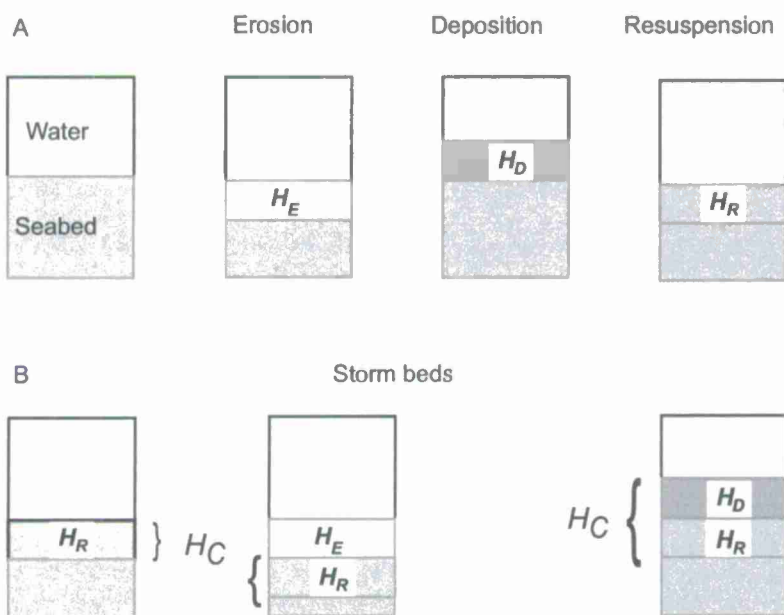 A Erosion Deposition Resuspension
Water
Seabed
H_E
H_D
H_R
B Storm beds
H_R
H_C
H_E
H_R
H_C
H_D
H_R